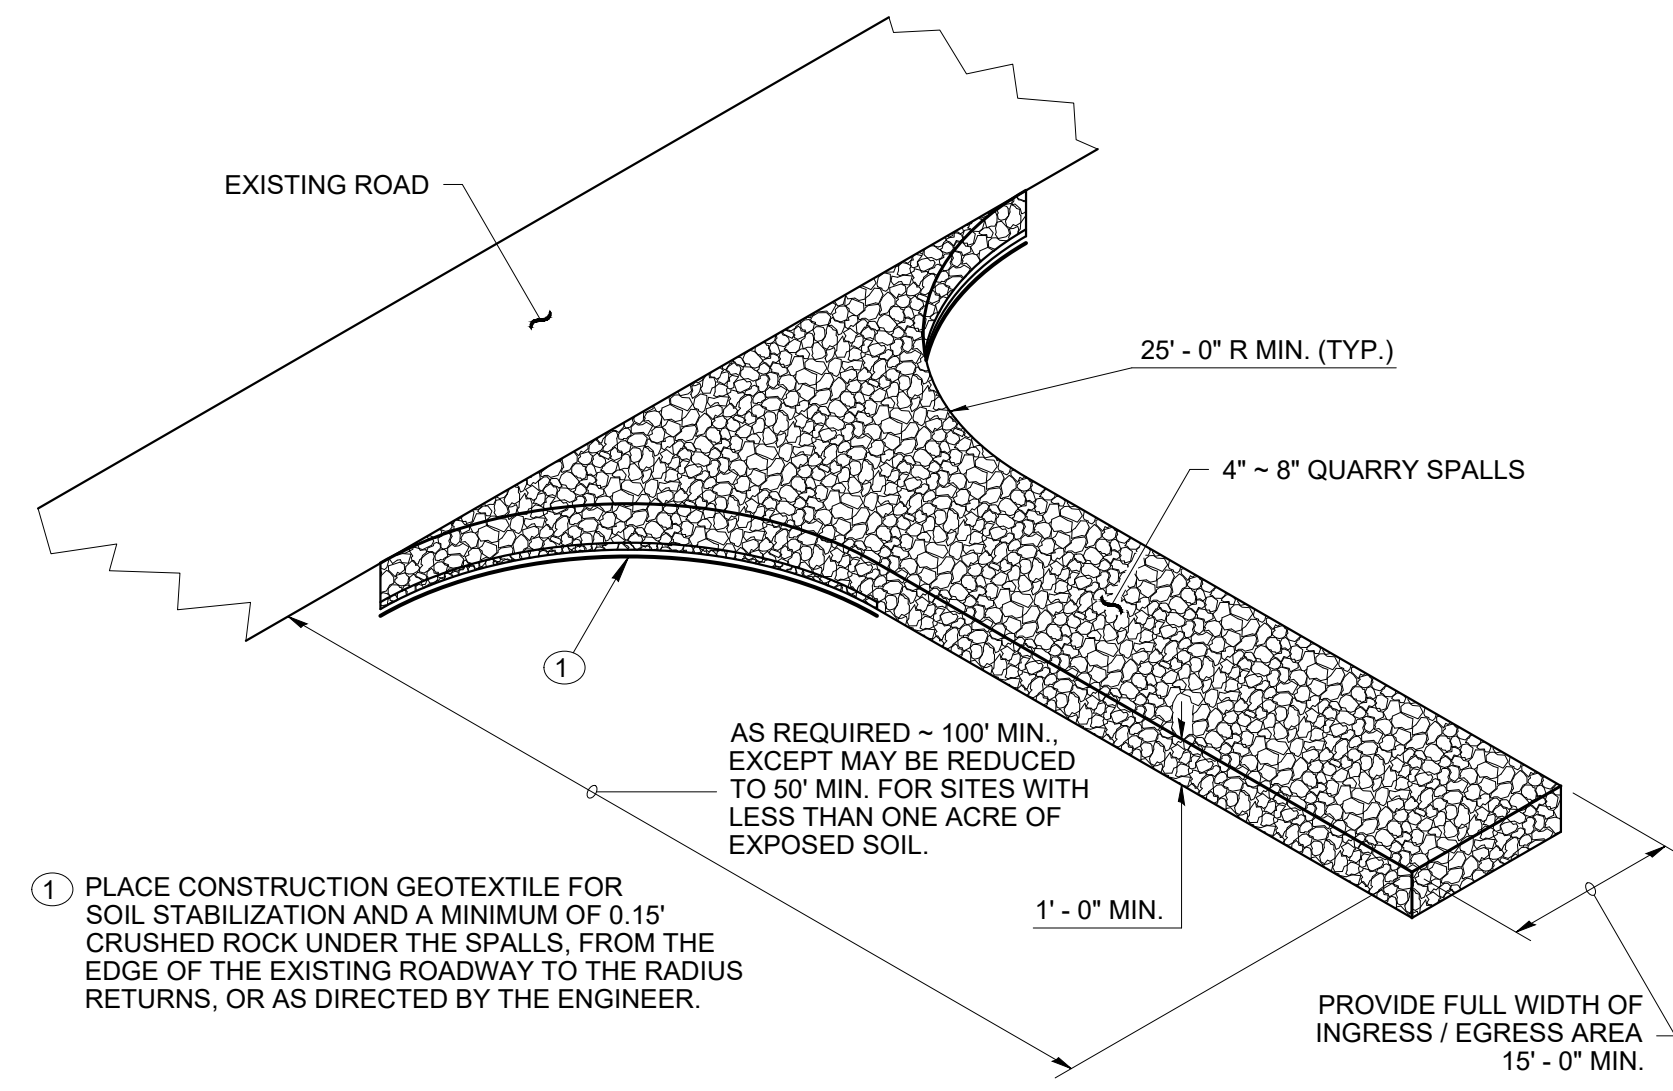 EXISTING ROAD
25' - 0" R MIN. (TYP.)
4" ~ 8" QUARRY SPALLS
1
AS REQUIRED ~ 100' MIN.,
EXCEPT MAY BE REDUCED
TO 50' MIN. FOR SITES WITH
LESS THAN ONE ACRE OF
EXPOSED SOIL.
1 PLACE CONSTRUCTION GEOTEXTILE FOR
SOIL STABILIZATION AND A MINIMUM OF 0.15'
CRUSHED ROCK UNDER THE SPALLS, FROM THE
EDGE OF THE EXISTING ROADWAY TO THE RADIUS
RETURNS, OR AS DIRECTED BY THE ENGINEER.
1' - 0" MIN.
PROVIDE FULL WIDTH OF
INGRESS / EGRESS AREA
15' - 0" MIN.